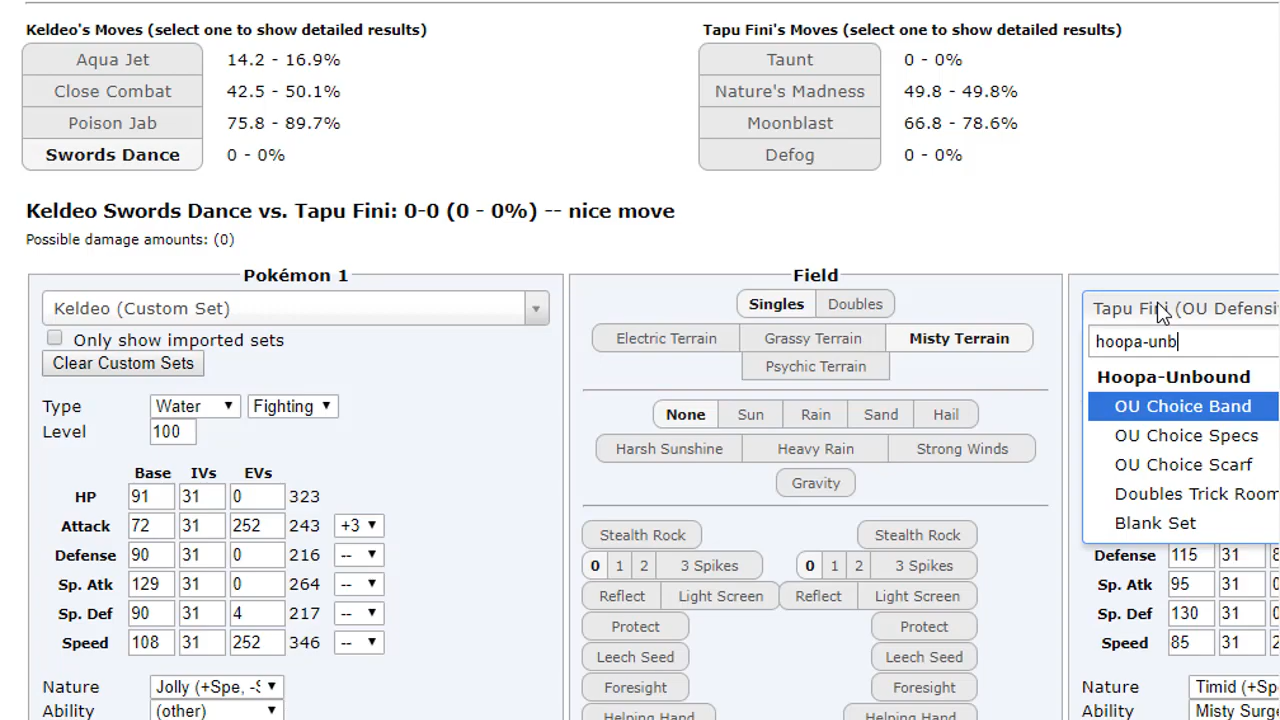 Keldeo's Moves (select one to show detailed results)
Aqua Jet 14.2 - 16.9%
Close Combat 42.5 - 50.1%
Poison Jab 75.8 - 89.7%
Swords Dance 0 - 0%
Tapu Fini's Moves (select one to show detailed results)
Taunt 0 - 0%
Nature's Madness 49.8 - 49.8%
Moonblast 66.8 - 78.6%
Defog 0 - 0%
Keldeo Swords Dance vs. Tapu Fini: 0-0 (0 - 0%) -- nice move
Possible damage amounts: (0)
Pokémon 1
Keldeo (Custom Set)
Only show imported sets
Clear Custom Sets
Type Water Fighting
Level 100
Base IVs EVs
HP 91 31 0 323
Attack 72 31 252 243 +3
Defense 90 31 0 216 --
Sp. Atk 129 31 0 264 --
Sp. Def 90 31 4 217 --
Speed 108 31 252 346 --
Nature Jolly (+Spe, -S
Ability (other)
Field
Singles Doubles
Electric Terrain Grassy Terrain Misty Terrain
Psychic Terrain
None Sun Rain Sand Hail
Harsh Sunshine Heavy Rain Strong Winds
Gravity
Stealth Rock Stealth Rock
0 1 2 3 Spikes 0 1 2 3 Spikes
Reflect Light Screen Reflect Light Screen
Protect Protect
Leech Seed Leech Seed
Foresight Foresight
Helping Hand Helping Hand
Tapu Fini (OU Defensi
hoopa-unb
Hoopa-Unbound
OU Choice Band
OU Choice Specs
OU Choice Scarf
Doubles Trick Room
Blank Set
Defense 115 31 8
Sp. Atk 95 31 0
Sp. Def 130 31 0
Speed 85 31 2
Nature Timid (+Sp
Ability Misty Surge